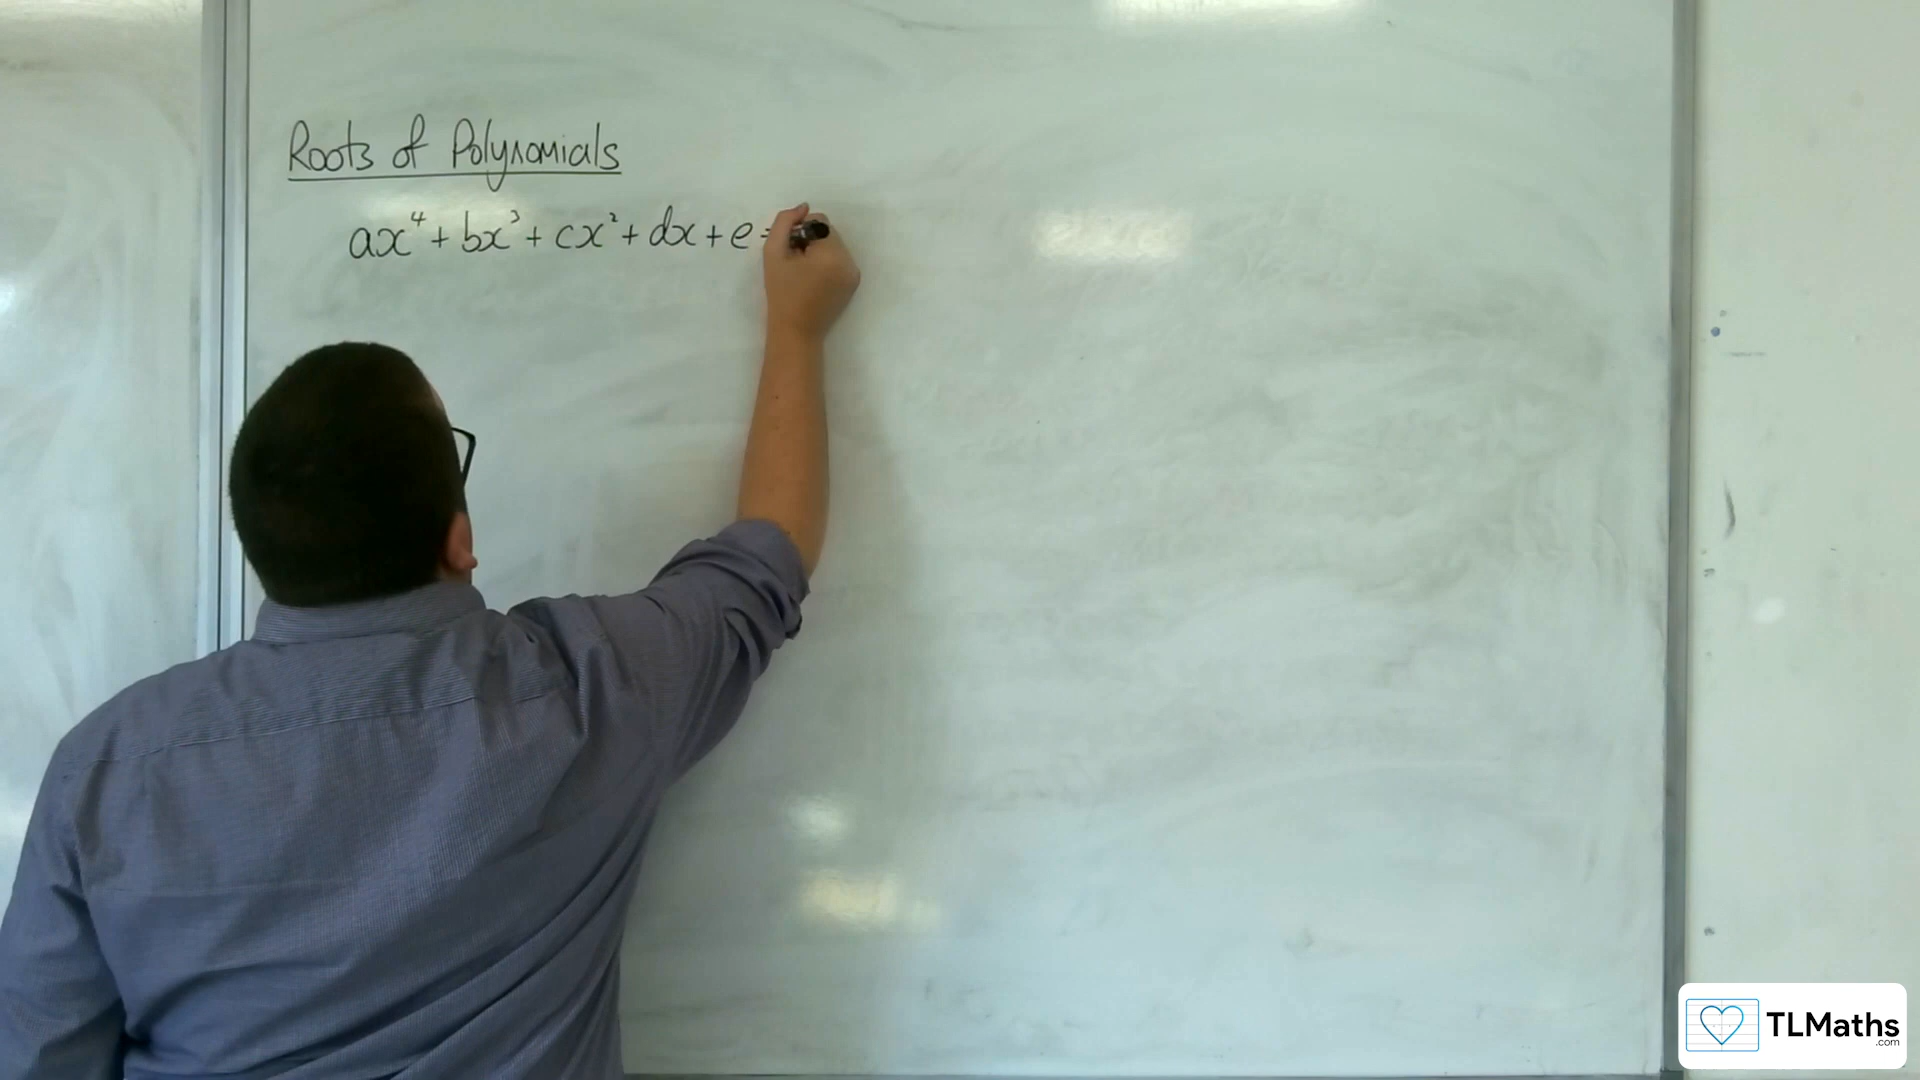 Roots of Polynomials
ax⁴ + bx³ + cx² + dx + e =
TLMaths
.com